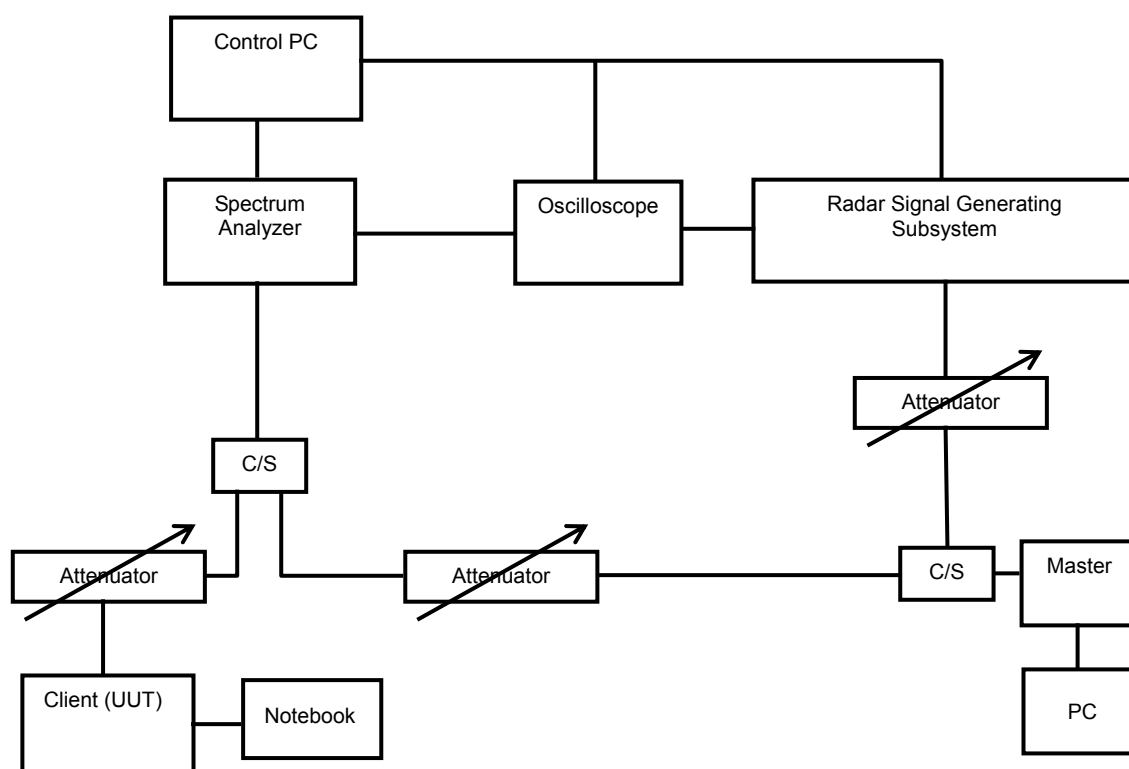 Control PC
Spectrum
Analyzer
Oscilloscope
Radar Signal Generating
Subsystem
Attenuator
C/S
Attenuator
Attenuator
C/S
Master
Client (UUT)
Notebook
PC